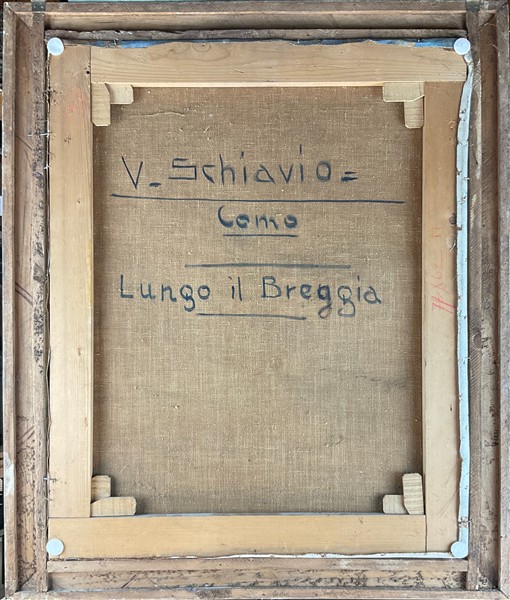 V- Schiavio=
Como
Lungo il Breggia